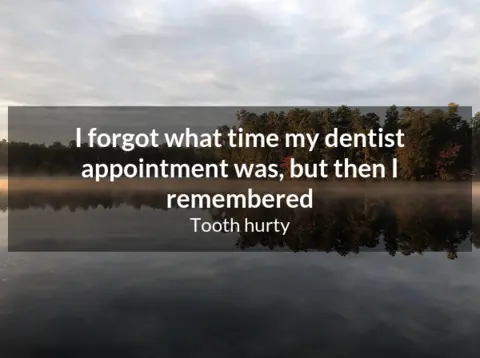 I forgot what time my dentist
appointment was, but then I
remembered
Tooth hurty